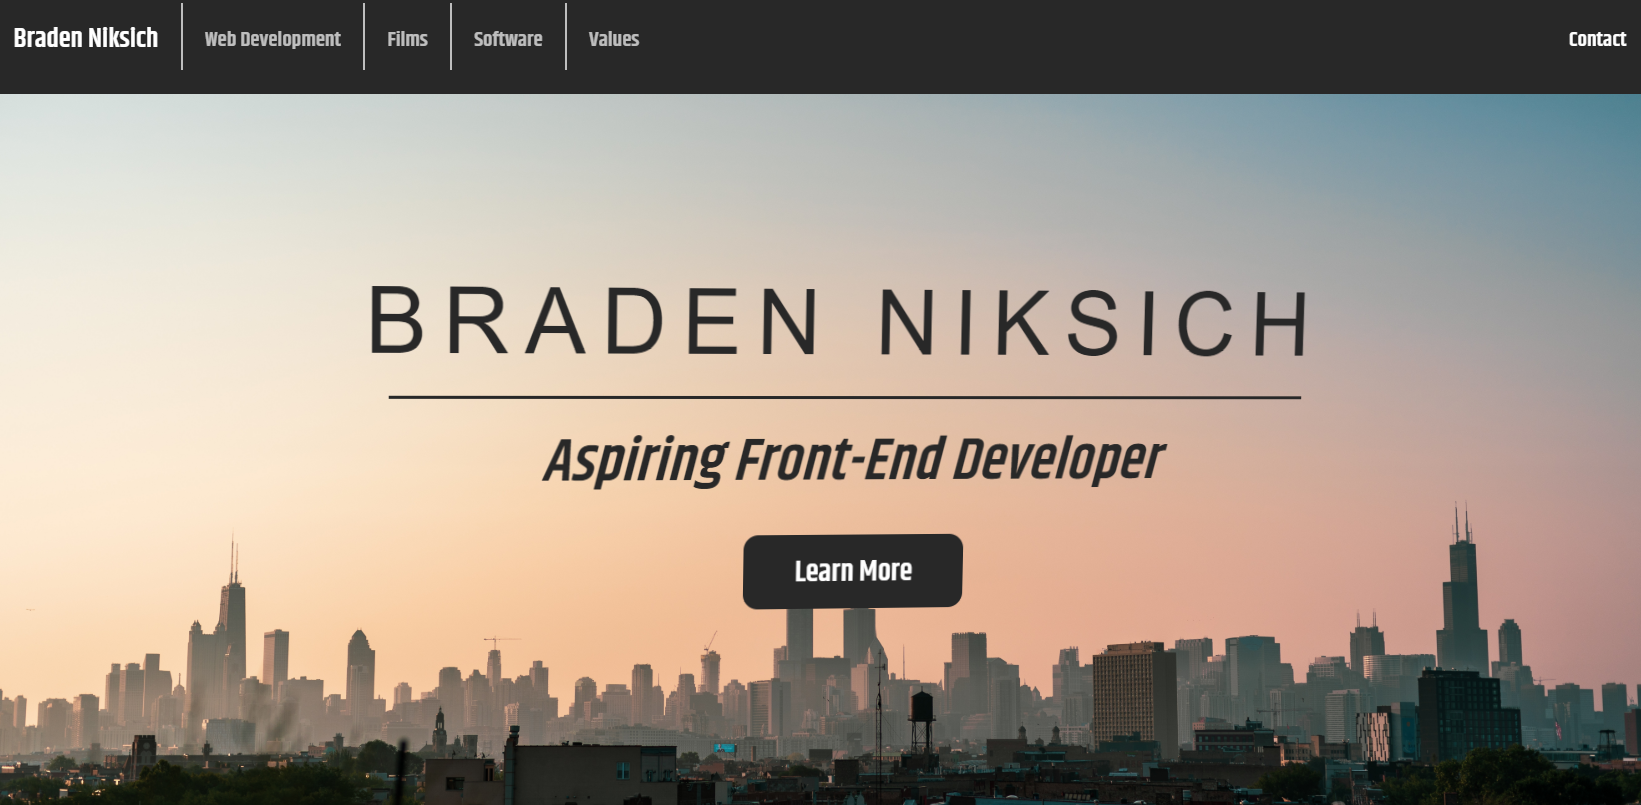 Braden Niksich Web Development Films Software Values Contact
BRADEN NIKSICH
Aspiring Front-End Developer
Learn More